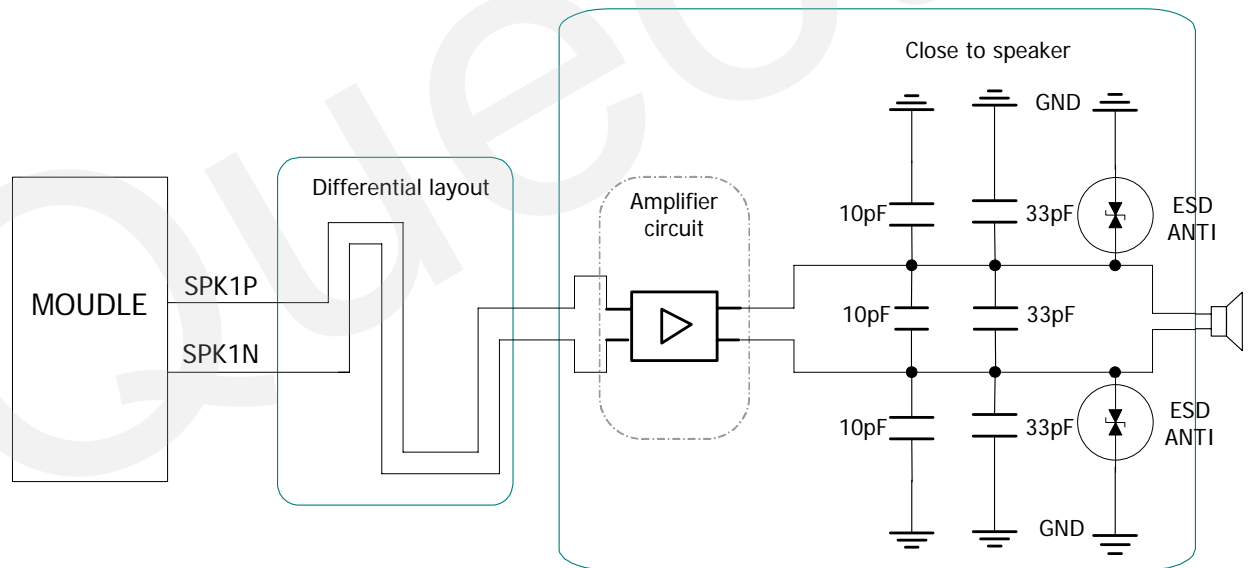 Close to speaker
GND
Differential layout
Amplifier
circuit
10pF
33pF
ESD
ANTI
SPK1P
MOUDLE
10pF
33pF
SPK1N
10pF
33pF
ESD
ANTI
GND